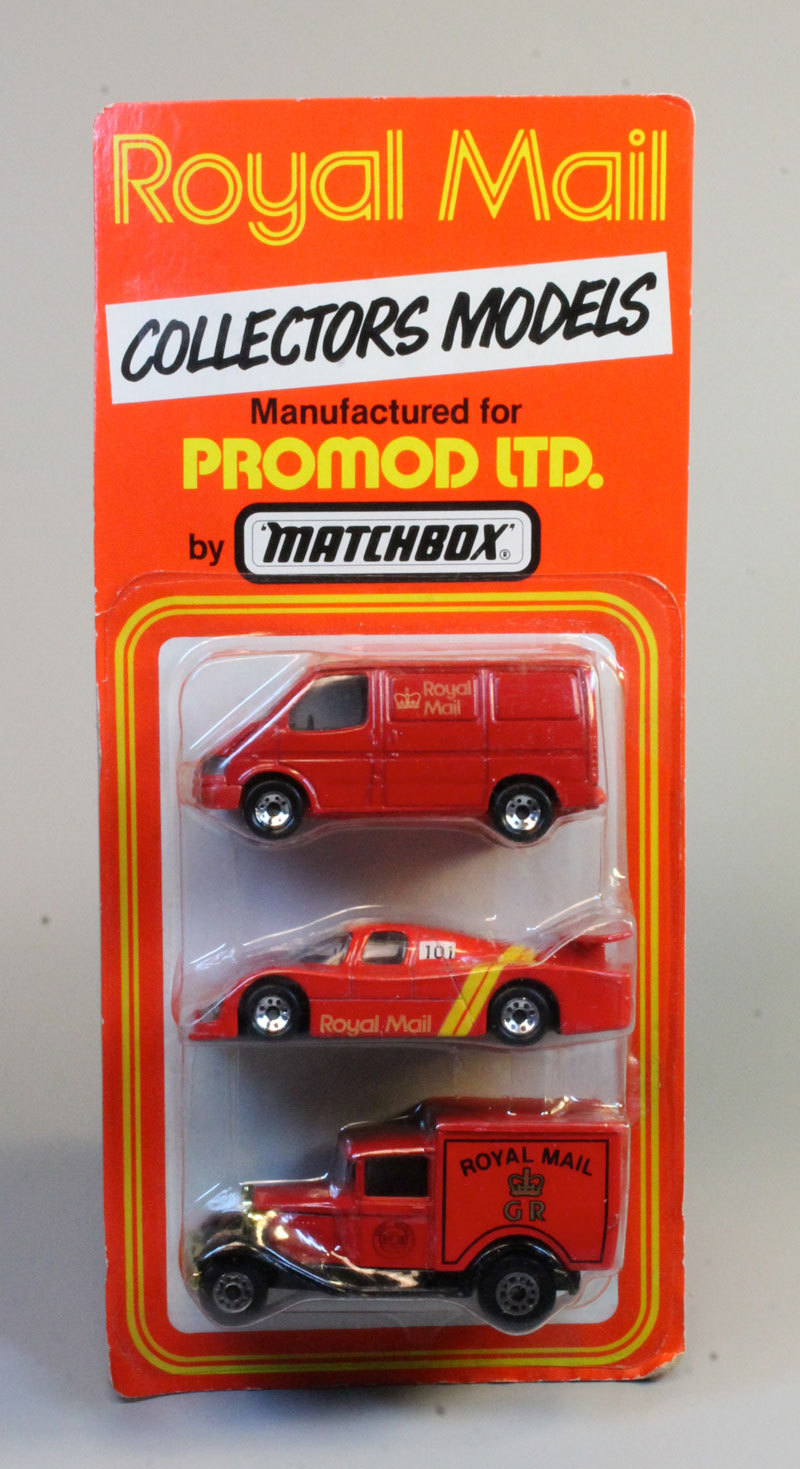 Royal Mail
COLLECTORS MODELS
Manufactured for
PROMOD LTD.
by 'MATCHBOX'®
Royal
Mail
101
Royal Mail
ROYAL MAIL
G R